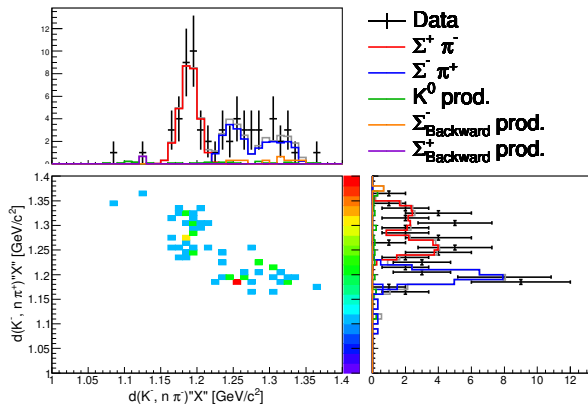 12
10
8
6
4
2
Data
Σ⁺ π⁻
Σ⁻ π⁺
K⁰ prod.
Σ⁻Backward prod.
Σ⁺Backward prod.
1.4
1.35
1.3
1.25
1.2
1.15
1.1
1.05
1
d(K⁻, n π⁺)"X" [GeV/c²]
1 1.05 1.1 1.15 1.2 1.25 1.3 1.35 1.4
d(K⁻, n π⁻)"X" [GeV/c²]
0 2 4 6 8 10 12